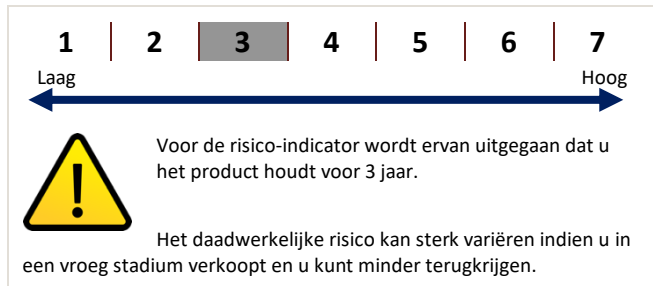 1 2 3 4 5 6 7
Laag Hoog
Voor de risico-indicator wordt ervan uitgegaan dat u
het product houdt voor 3 jaar.
Het daadwerkelijke risico kan sterk variëren indien u in
een vroeg stadium verkoopt en u kunt minder terugkrijgen.